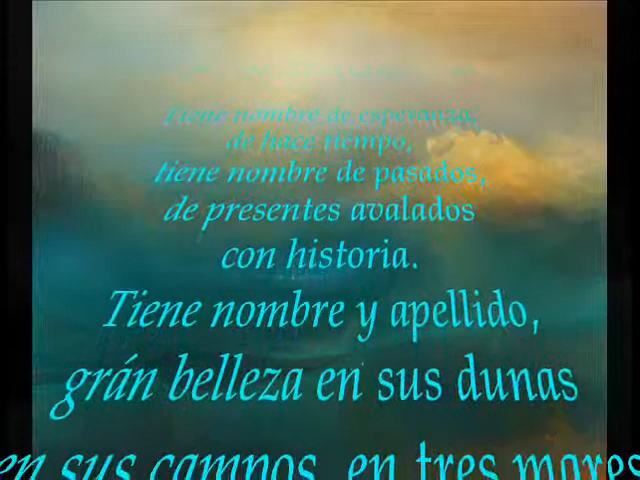 Tiene nombre de esperanza,
de hace tiempo,
tiene nombre de pasados,
de presentes avalados
con historia.
Tiene nombre y apellido,
grán belleza en sus dunas
en sus campos, en tres mares